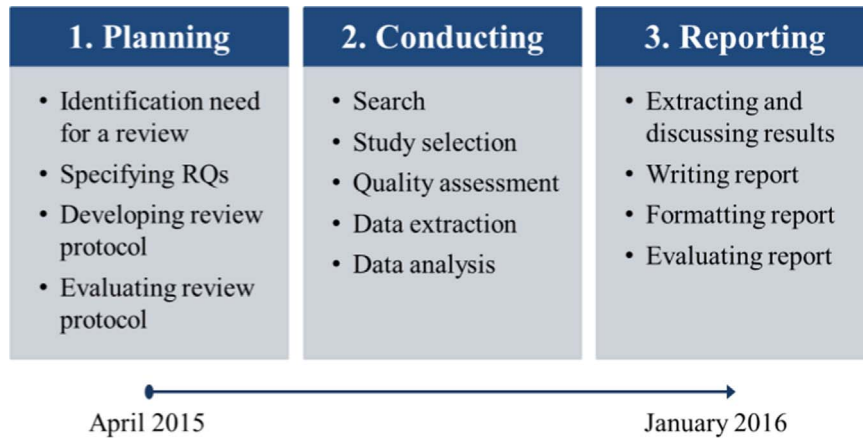 1. Planning
• Identification need
for a review
• Specifying RQs
• Developing review
protocol
• Evaluating review
protocol
2. Conducting
• Search
• Study selection
• Quality assessment
• Data extraction
• Data analysis
3. Reporting
• Extracting and
discussing results
• Writing report
• Formatting report
• Evaluating report
April 2015
January 2016